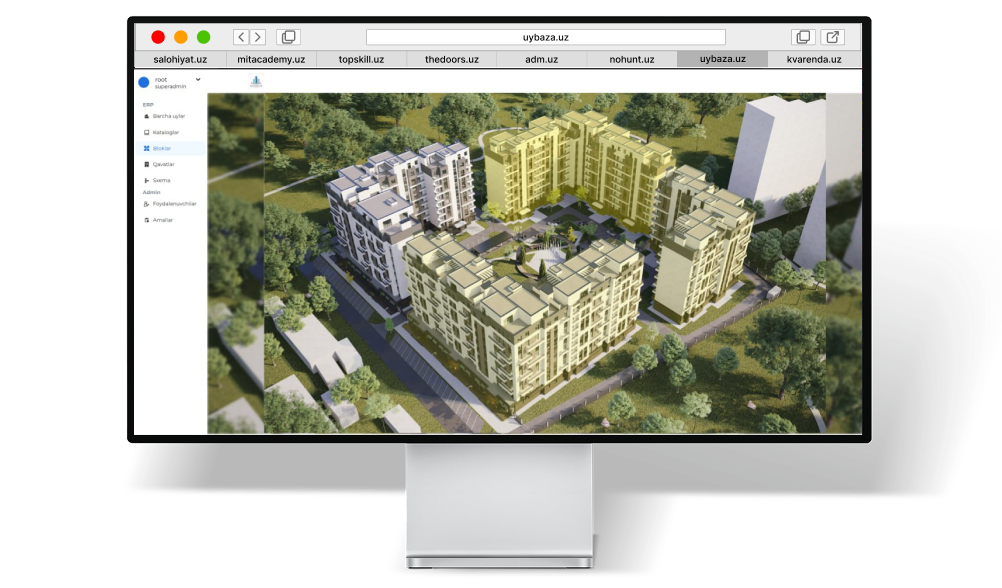 uybaza.uz
salohiyat.uz mitacademy.uz topskill.uz thedoors.uz adm.uz nohunt.uz uybaza.uz kvarenda.uz
root
superadmin
ERP
Barcha uylar
Kataloglar
Bloklar
Qavatlar
Sxema
Admin
Foydalanuvchilar
Amallar